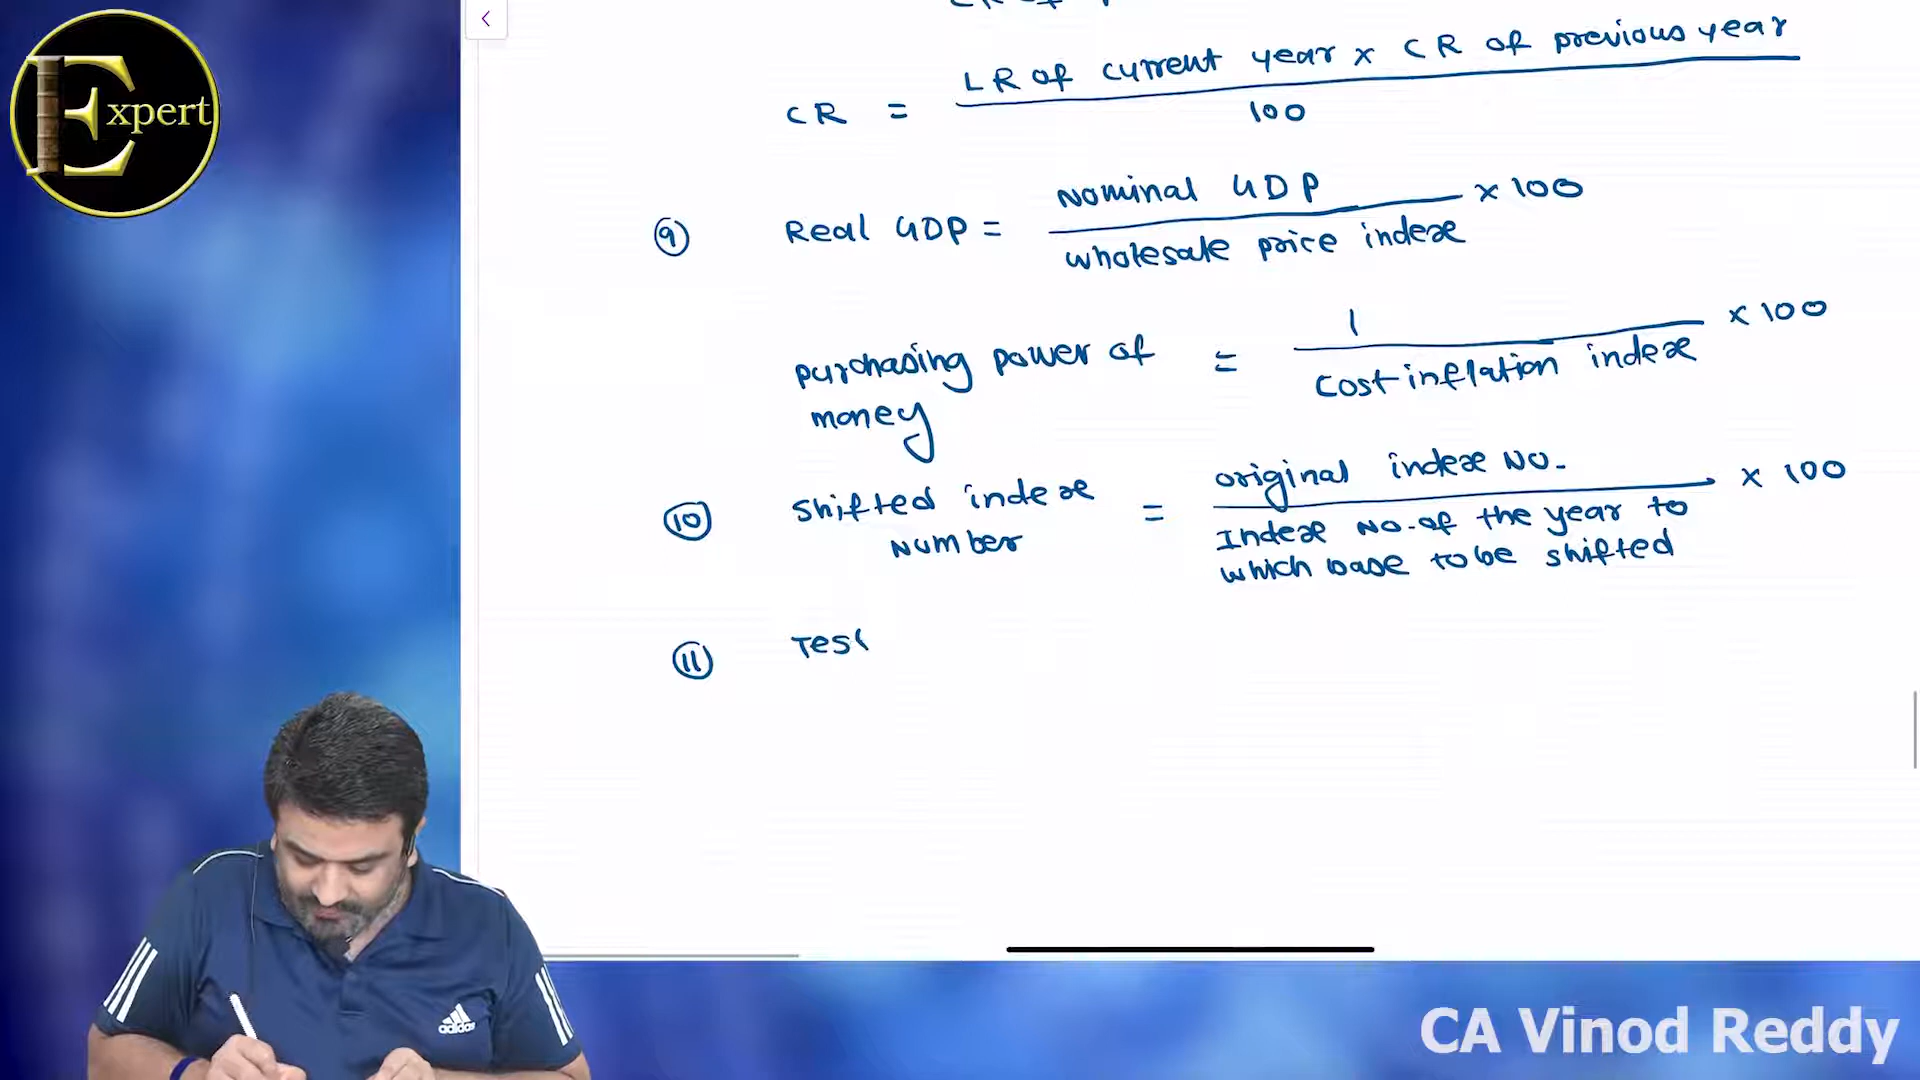 Expert
LR of current year x CR of previous year
CR =
100
9 Real GDP = Nominal GDP x 100
wholesale price index
Purchasing power of money = 1 x 100
cost inflation index
10 Shifted index Number = original index No. x 100
Index No. of the year to
which base to be shifted
11 Test
adidas
CA Vinod Reddy